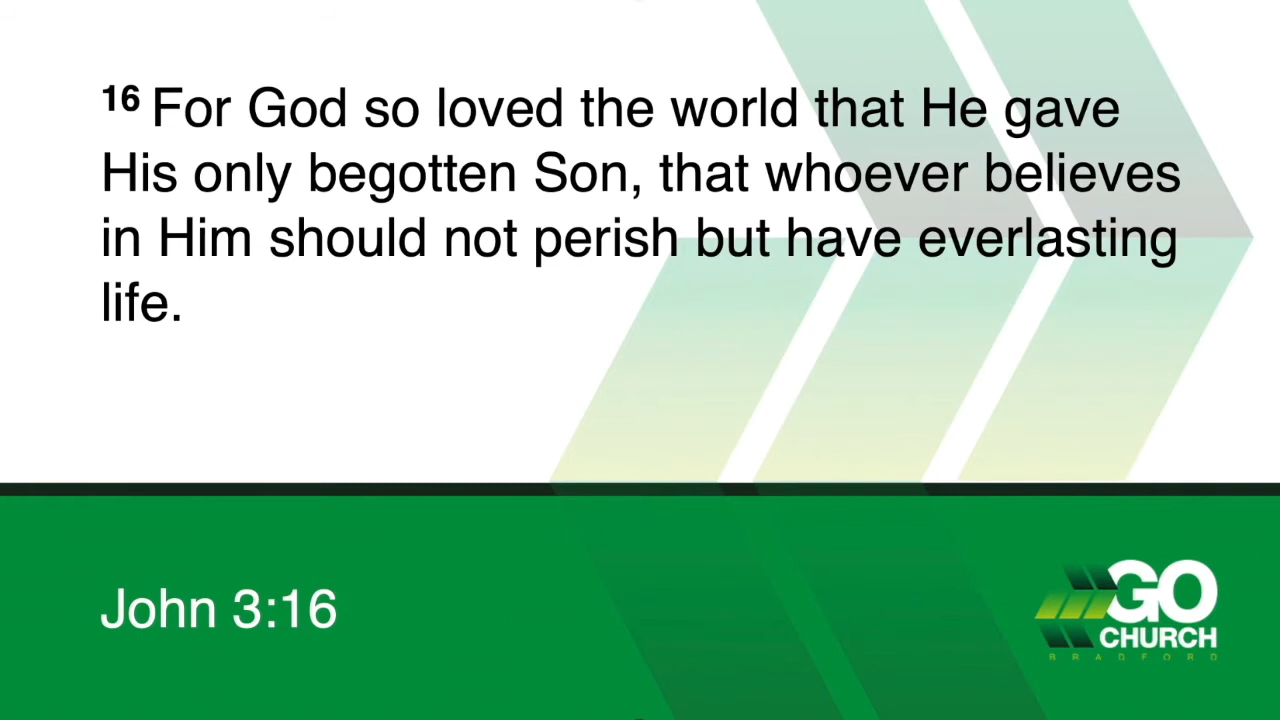 16 For God so loved the world that He gave
His only begotten Son, that whoever believes
in Him should not perish but have everlasting
life.
John 3:16
GO
CHURCH
BRADFORD